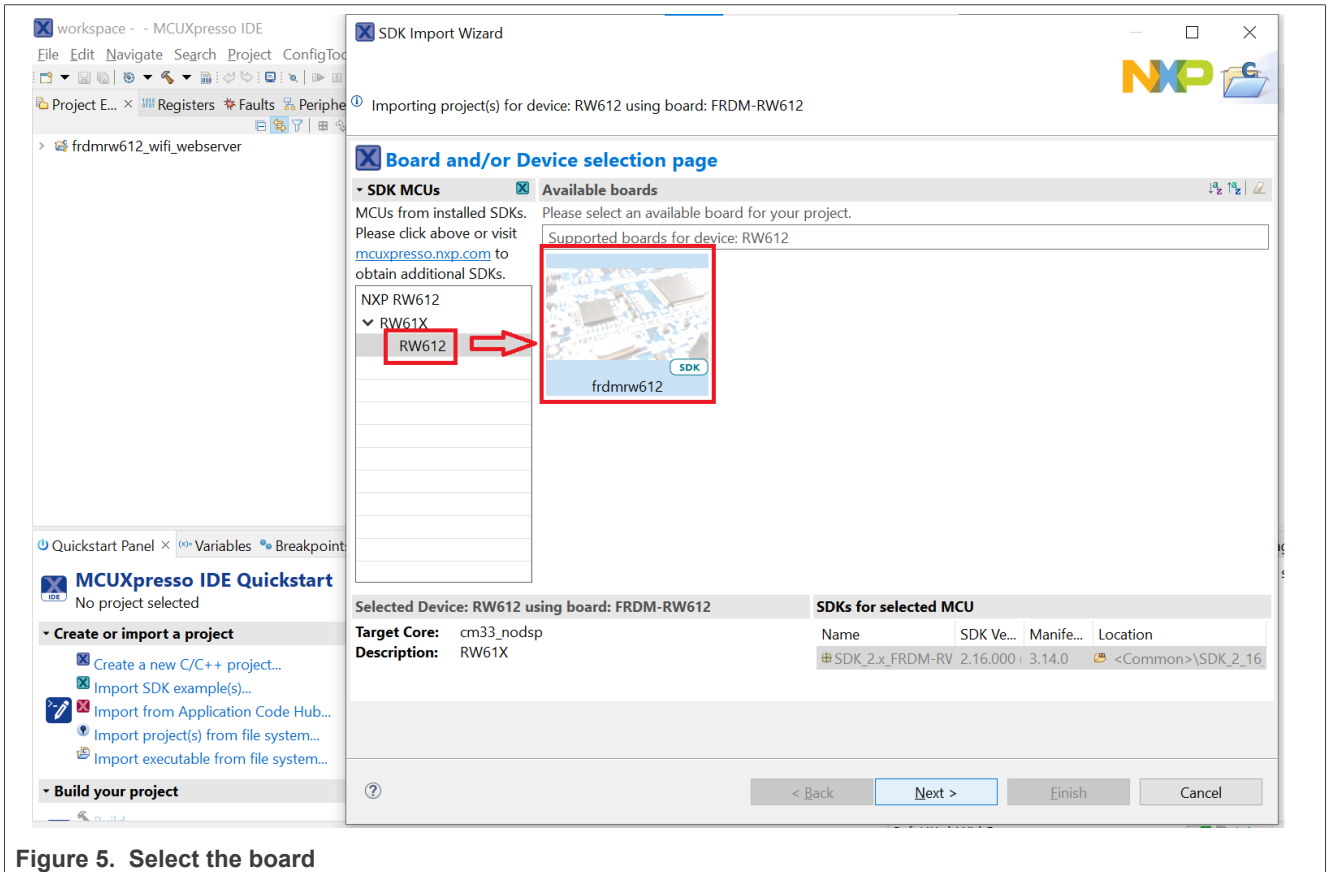 workspace - - MCUXpresso IDE
File Edit Navigate Search Project ConfigToo
Project E... × Registers Faults Periphe
frdmrw612_wifi_webserver
SDK Import Wizard
NXP
Importing project(s) for device: RW612 using board: FRDM-RW612
Board and/or Device selection page
SDK MCUs
MCUs from installed SDKs.
Please click above or visit
mcuxpresso.nxp.com to
obtain additional SDKs.
NXP RW612
RW61X
RW612
Available boards
Please select an available board for your project.
Supported boards for device: RW612
SDK
frdmrw612
Quickstart Panel × (x)= Variables Breakpoint
IDE
MCUXpresso IDE Quickstart
No project selected
Create or import a project
Create a new C/C++ project...
Import SDK example(s)...
Import from Application Code Hub...
Import project(s) from file system...
Import executable from file system...
Build your project
Selected Device: RW612 using board: FRDM-RW612
Target Core: cm33_nodsp
Description: RW61X
SDKs for selected MCU
Name SDK Ve... Manife... Location
SDK_2.x_FRDM-RV 2.16.000 3.14.0 <Common>\SDK_2_16_
< Back Next > Finish Cancel
Figure 5. Select the board